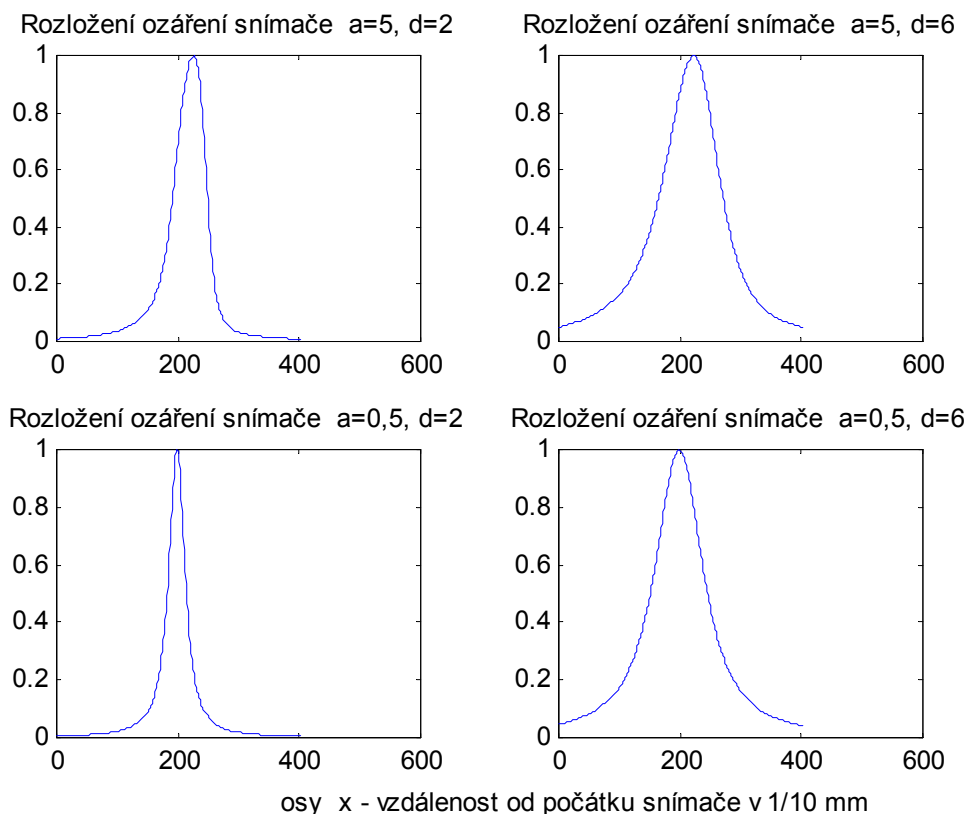 Rozložení ozáření snímače a=5, d=2
1
0.8
0.6
0.4
0.2
0
0 200 400 600
Rozložení ozáření snímače a=5, d=6
1
0.8
0.6
0.4
0.2
0
0 200 400 600
Rozložení ozáření snímače a=0,5, d=2
1
0.8
0.6
0.4
0.2
0
0 200 400 600
Rozložení ozáření snímače a=0,5, d=6
1
0.8
0.6
0.4
0.2
0
0 200 400 600
osy x - vzdálenost od počátku snímače v 1/10 mm